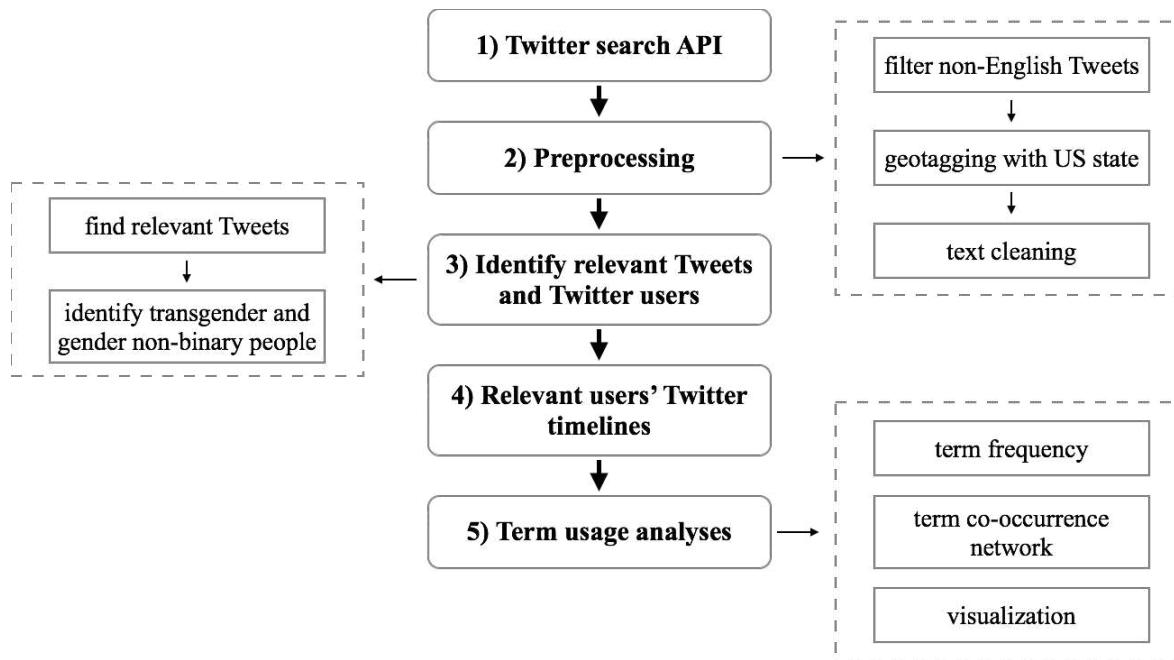 1) Twitter search API
2) Preprocessing
filter non-English Tweets
geotagging with US state
text cleaning
3) Identify relevant Tweets
and Twitter users
find relevant Tweets
identify transgender and
gender non-binary people
4) Relevant users’ Twitter
timelines
5) Term usage analyses
term frequency
term co-occurrence
network
visualization